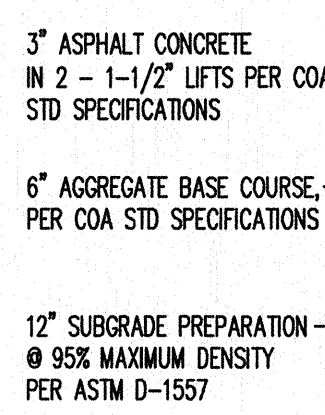 3" ASPHALT CONCRETE
IN 2 - 1-1/2" LIFTS PER COA
STD SPECIFICATIONS
6" AGGREGATE BASE COURSE,
PER COA STD SPECIFICATIONS
12" SUBGRADE PREPARATION
@ 95% MAXIMUM DENSITY
PER ASTM D-1557